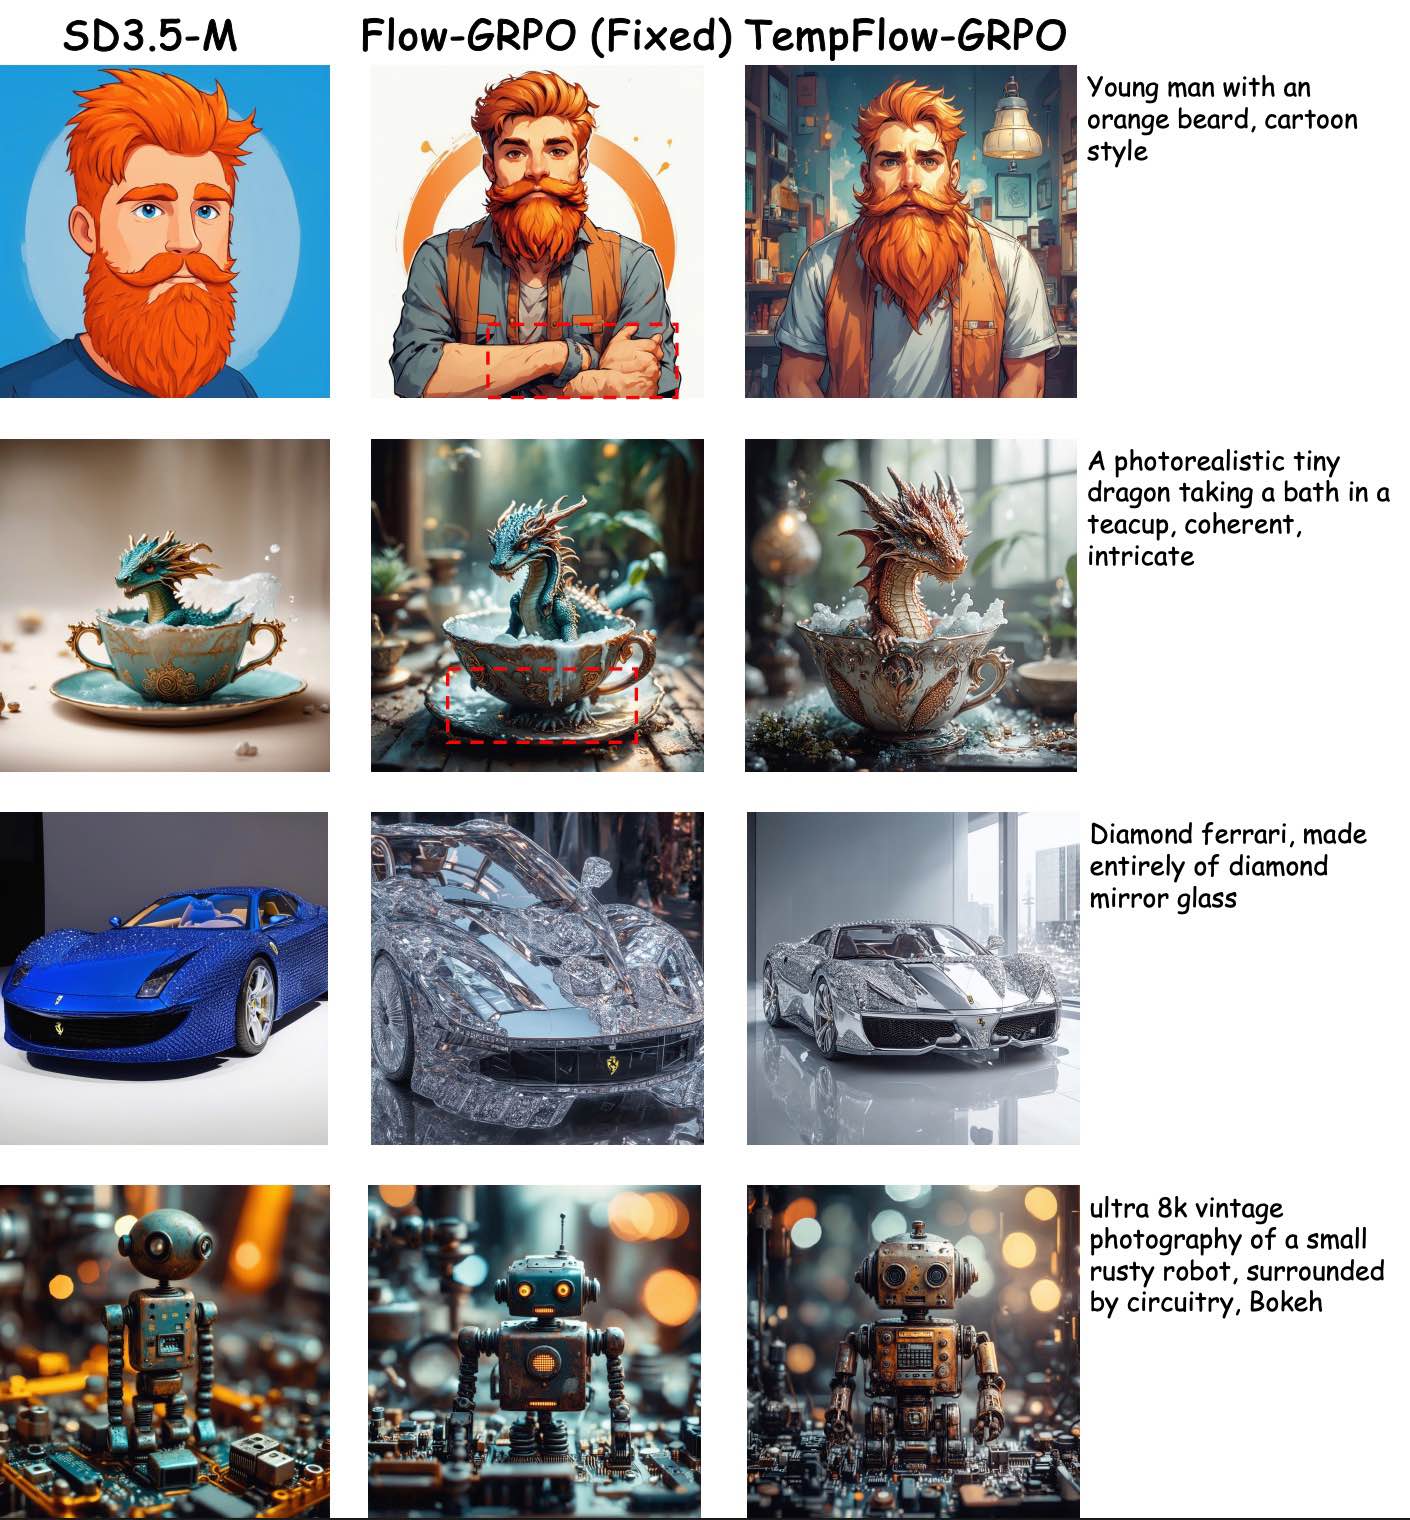 SD3.5-M
Flow-GRPO (Fixed)
TempFlow-GRPO
Young man with an
orange beard, cartoon
style
A photorealistic tiny
dragon taking a bath in a
teacup, coherent,
intricate
Diamond ferrari, made
entirely of diamond
mirror glass
ultra 8k vintage
photography of a small
rusty robot, surrounded
by circuitry, Bokeh